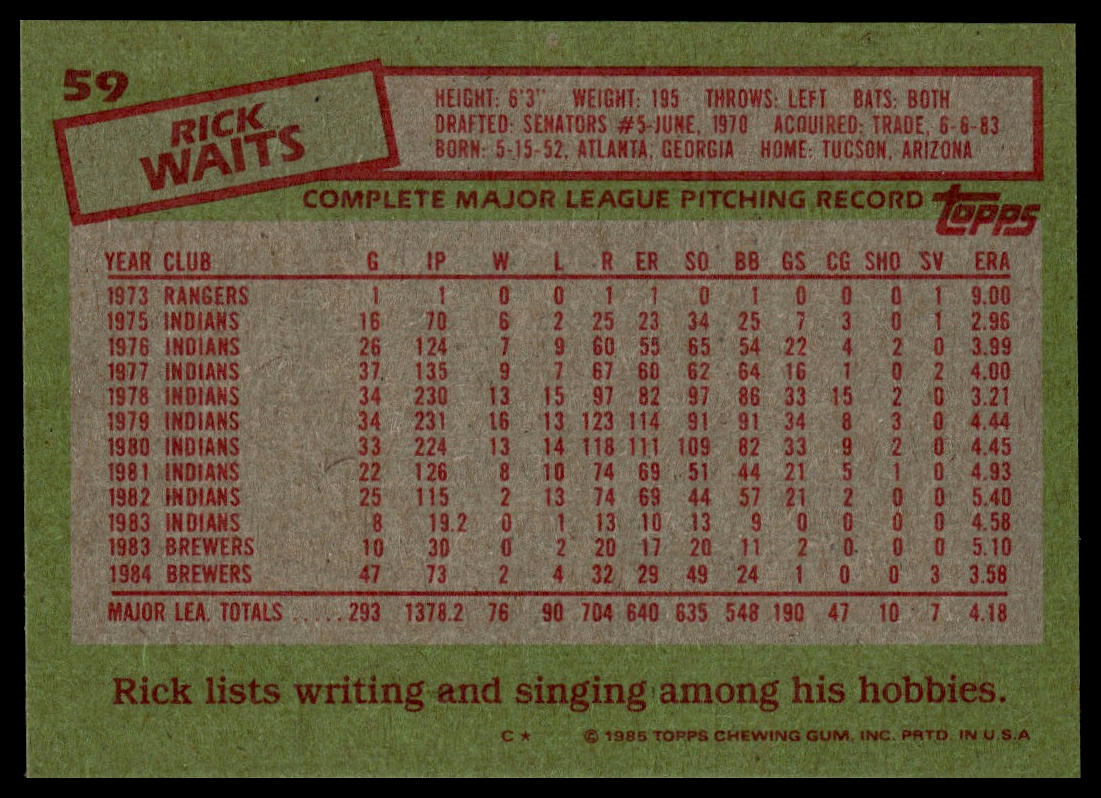 59
RICK
WAITS
HEIGHT: 6'3" WEIGHT: 195 THROWS: LEFT BATS: BOTH
DRAFTED: SENATORS #5-JUNE, 1970 ACQUIRED: TRADE, 6-6-83
BORN: 5-15-52, ATLANTA, GEORGIA HOME: TUCSON, ARIZONA
COMPLETE MAJOR LEAGUE PITCHING RECORD topps
YEAR CLUB G IP W L R ER SO BB GS CG SHO SV ERA
1973 RANGERS 1 1 0 0 1 1 0 1 0 0 0 1 9.00
1975 INDIANS 16 70 6 2 25 23 34 25 7 3 0 1 2.96
1976 INDIANS 26 124 7 9 60 55 65 54 22 4 2 0 3.99
1977 INDIANS 37 135 9 7 67 60 62 64 16 1 0 2 4.00
1978 INDIANS 34 230 13 15 97 82 97 86 33 15 2 0 3.21
1979 INDIANS 34 231 16 13 123 114 91 91 34 8 3 0 4.44
1980 INDIANS 33 224 13 14 118 111 109 82 33 9 2 0 4.45
1981 INDIANS 22 126 8 10 74 69 51 44 21 5 1 0 4.93
1982 INDIANS 25 115 2 13 74 69 44 57 21 2 0 0 5.40
1983 INDIANS 8 19.2 0 1 13 10 13 9 0 0 0 0 4.58
1983 BREWERS 10 30 0 2 20 17 20 11 2 0 0 0 5.10
1984 BREWERS 47 73 2 4 32 29 49 24 1 0 0 3 3.58
MAJOR LEA. TOTALS .....293 1378.2 76 90 704 640 635 548 190 47 10 7 4.18
Rick lists writing and singing among his hobbies.
C * © 1985 TOPPS CHEWING GUM, INC. PRTD. IN U.S.A